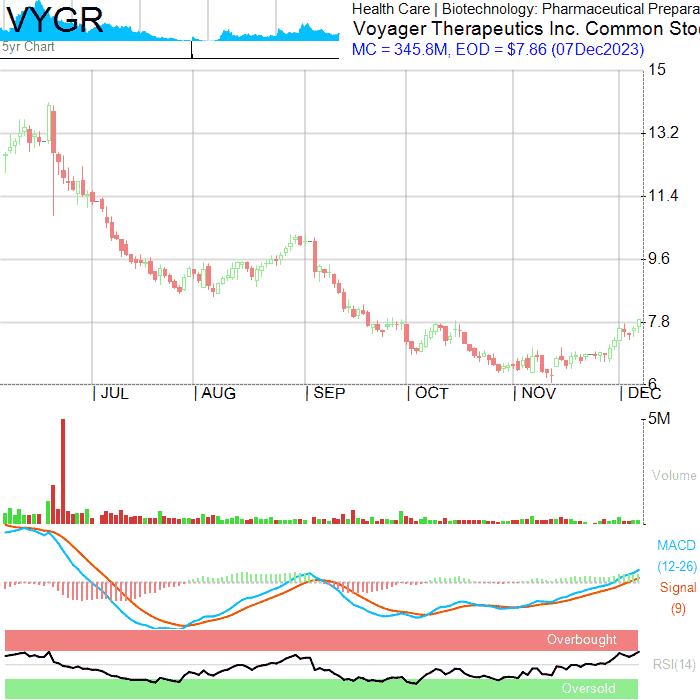 VYGR
5yr Chart
Health Care | Biotechnology: Pharmaceutical Prepara
Voyager Therapeutics Inc. Common Sto
MC = 345.8M, EOD = $7.86 (07Dec2023)
15
13.2
11.4
9.6
7.8
6
| JUL | AUG | SEP | OCT | NOV | DEC
5M
Volume
MACD
(12-26)
Signal
(9)
Overbought
RSI(14)
Oversold